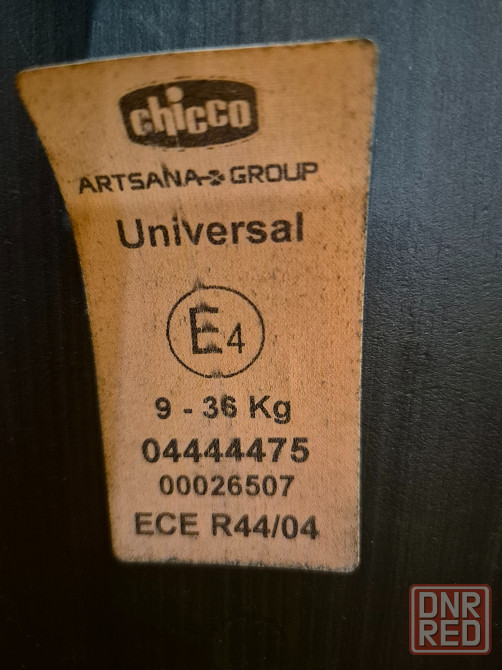 chicco
ARTSANA GROUP
Universal
E4
9 - 36 Kg
04444475
00026507
ECE R44/04
DNR
RED